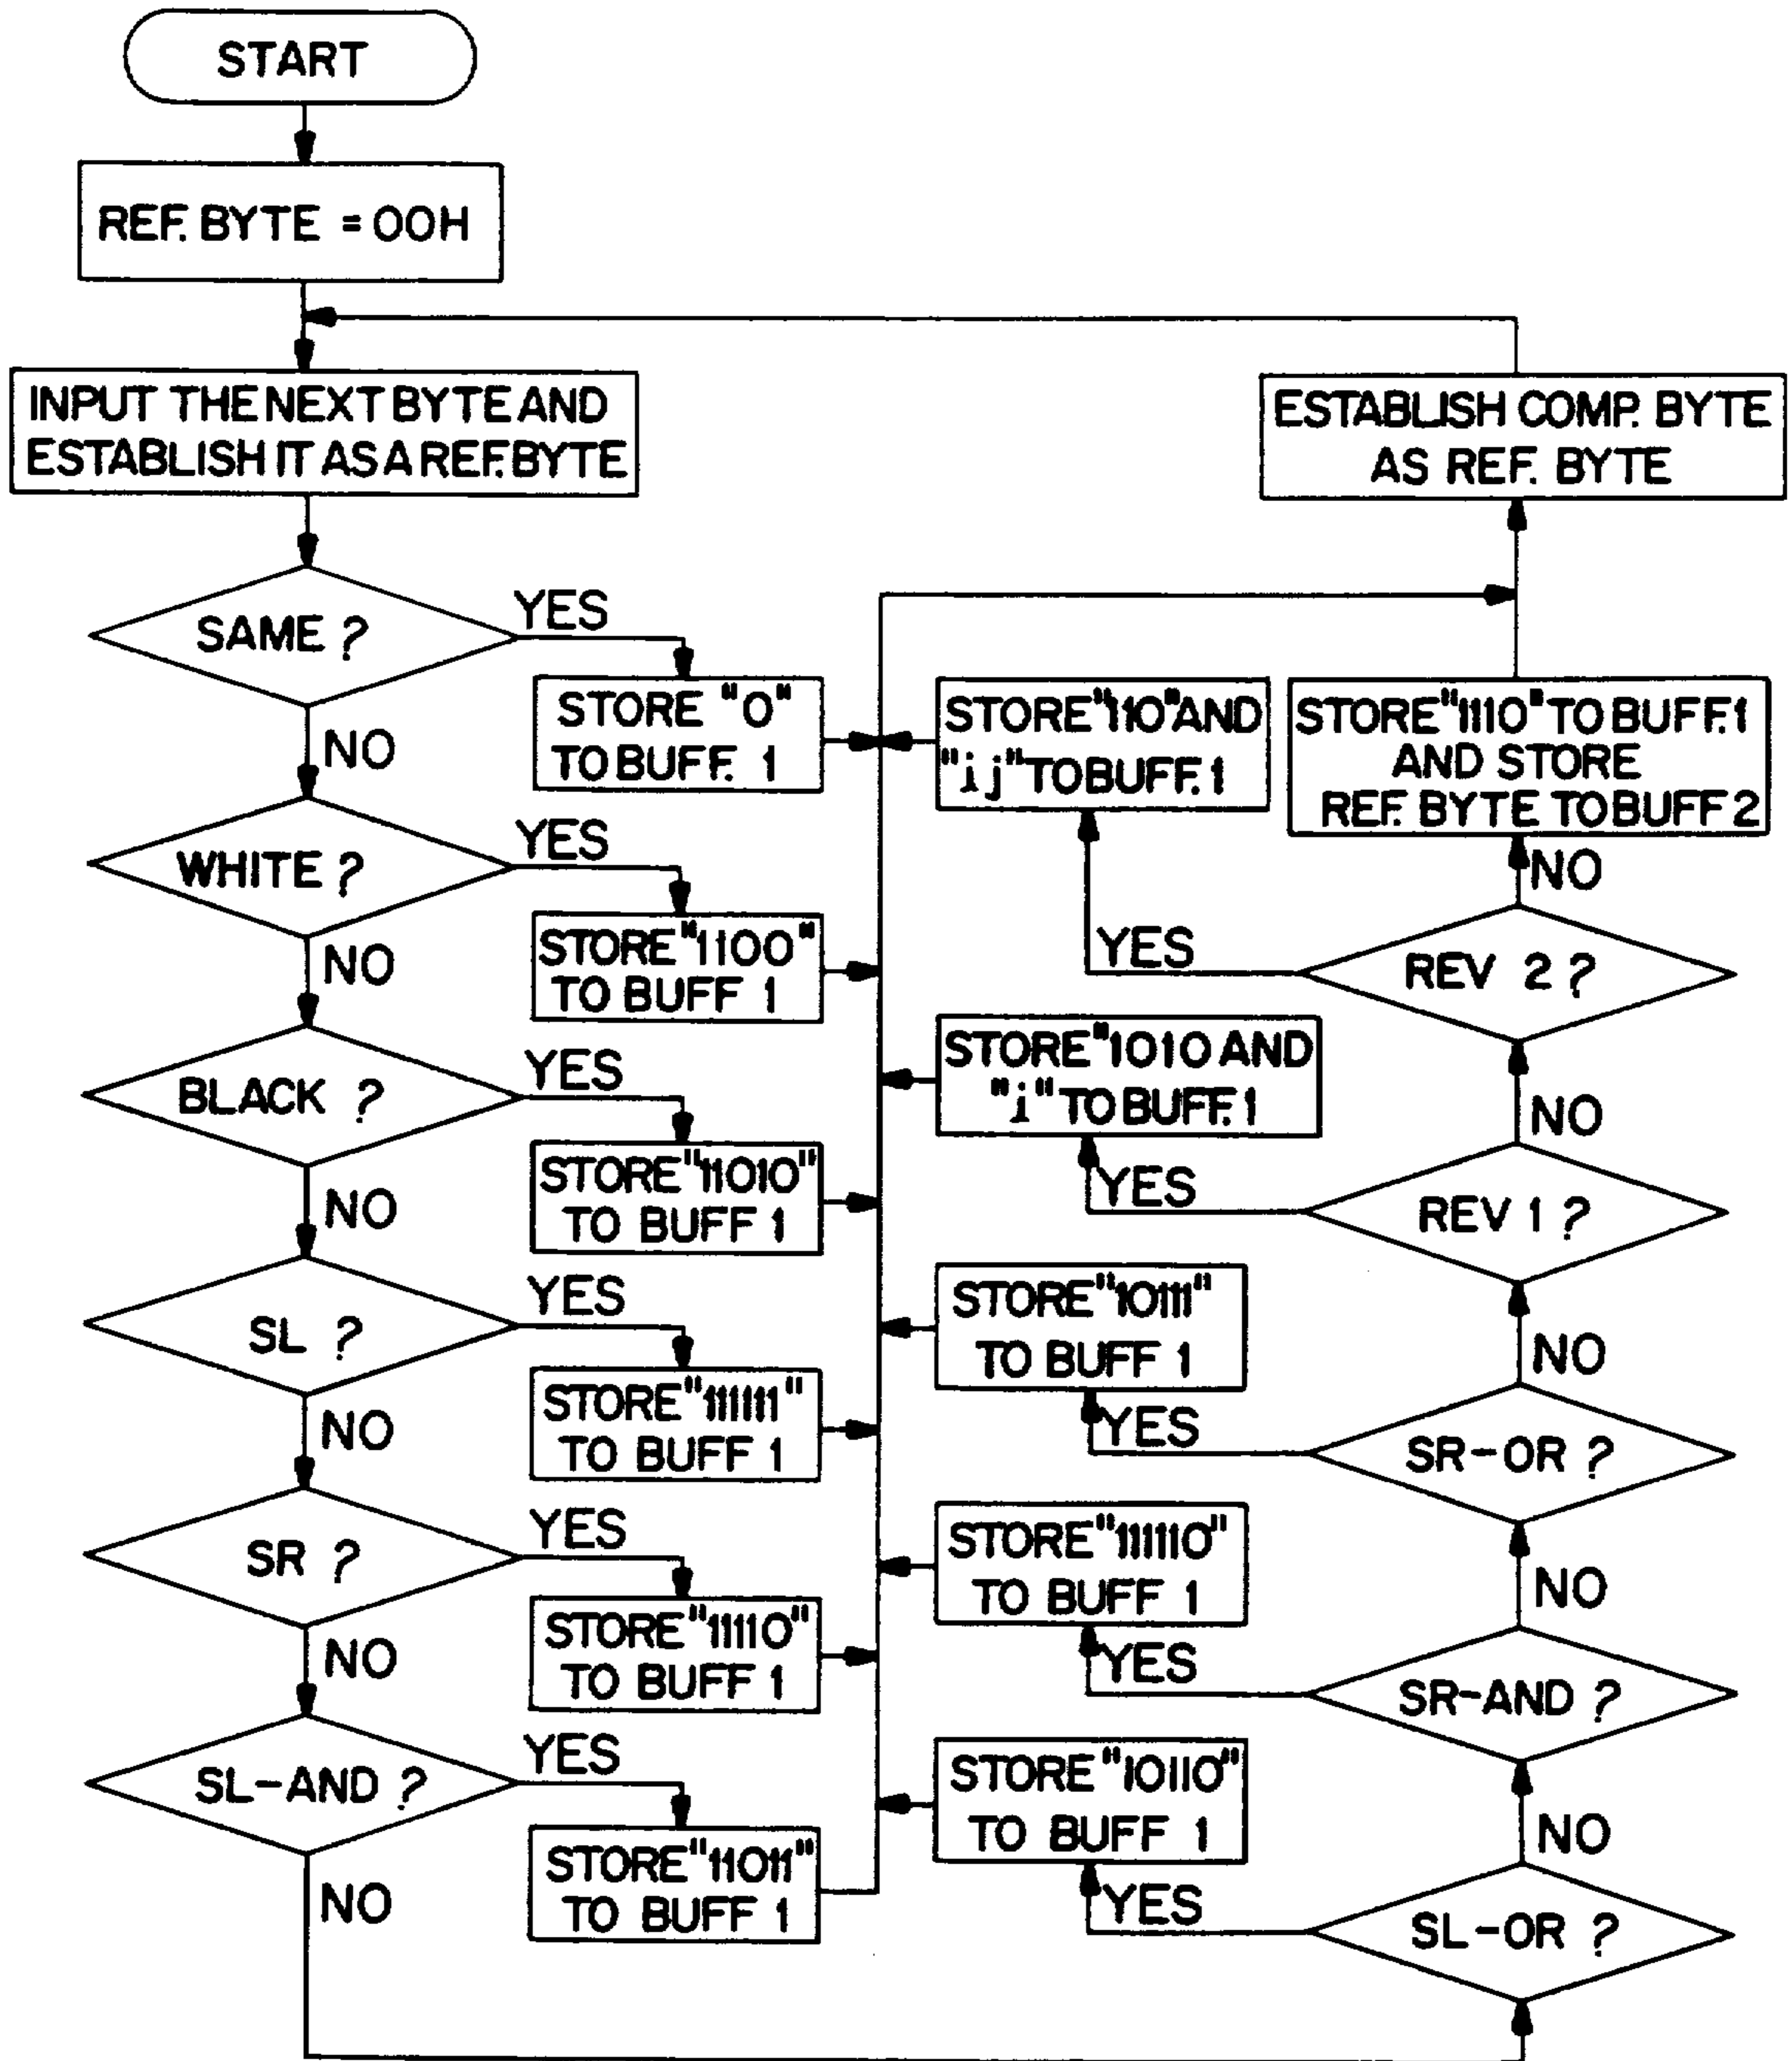 START
REF. BYTE = 00H
INPUT THE NEXT BYTE AND
ESTABLISH IT AS A REF. BYTE
SAME ?
YES
STORE "0"
TO BUFF. 1
NO
WHITE ?
YES
STORE "1100"
TO BUFF 1
NO
BLACK ?
YES
STORE "11010"
TO BUFF 1
NO
SL ?
YES
STORE "111111"
TO BUFF 1
NO
SR ?
YES
STORE "11110"
TO BUFF 1
NO
SL-AND ?
YES
STORE "11011"
TO BUFF 1
NO
SL-OR ?
YES
STORE "10110"
TO BUFF 1
NO
SR-AND ?
YES
STORE "111110"
TO BUFF 1
NO
SR-OR ?
YES
STORE "10111"
TO BUFF 1
NO
REV 1 ?
YES
STORE "1010 AND
"i" TO BUFF. 1
NO
REV 2 ?
YES
STORE "110" AND
"ij" TO BUFF. 1
NO
STORE "1110" TO BUFF. 1
AND STORE
REF. BYTE TO BUFF 2
ESTABLISH COMP. BYTE
AS REF. BYTE